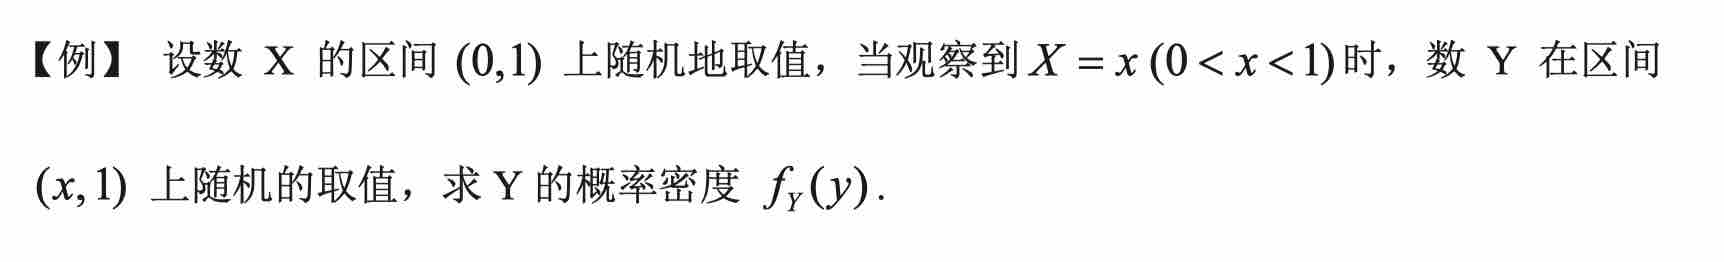 【例】 设数 X 的区间 (0,1) 上随机地取值，当观察到 X = x (0 < x < 1)时，数 Y 在区间
(x,1) 上随机的取值，求 Y 的概率密度 f_Y(y).